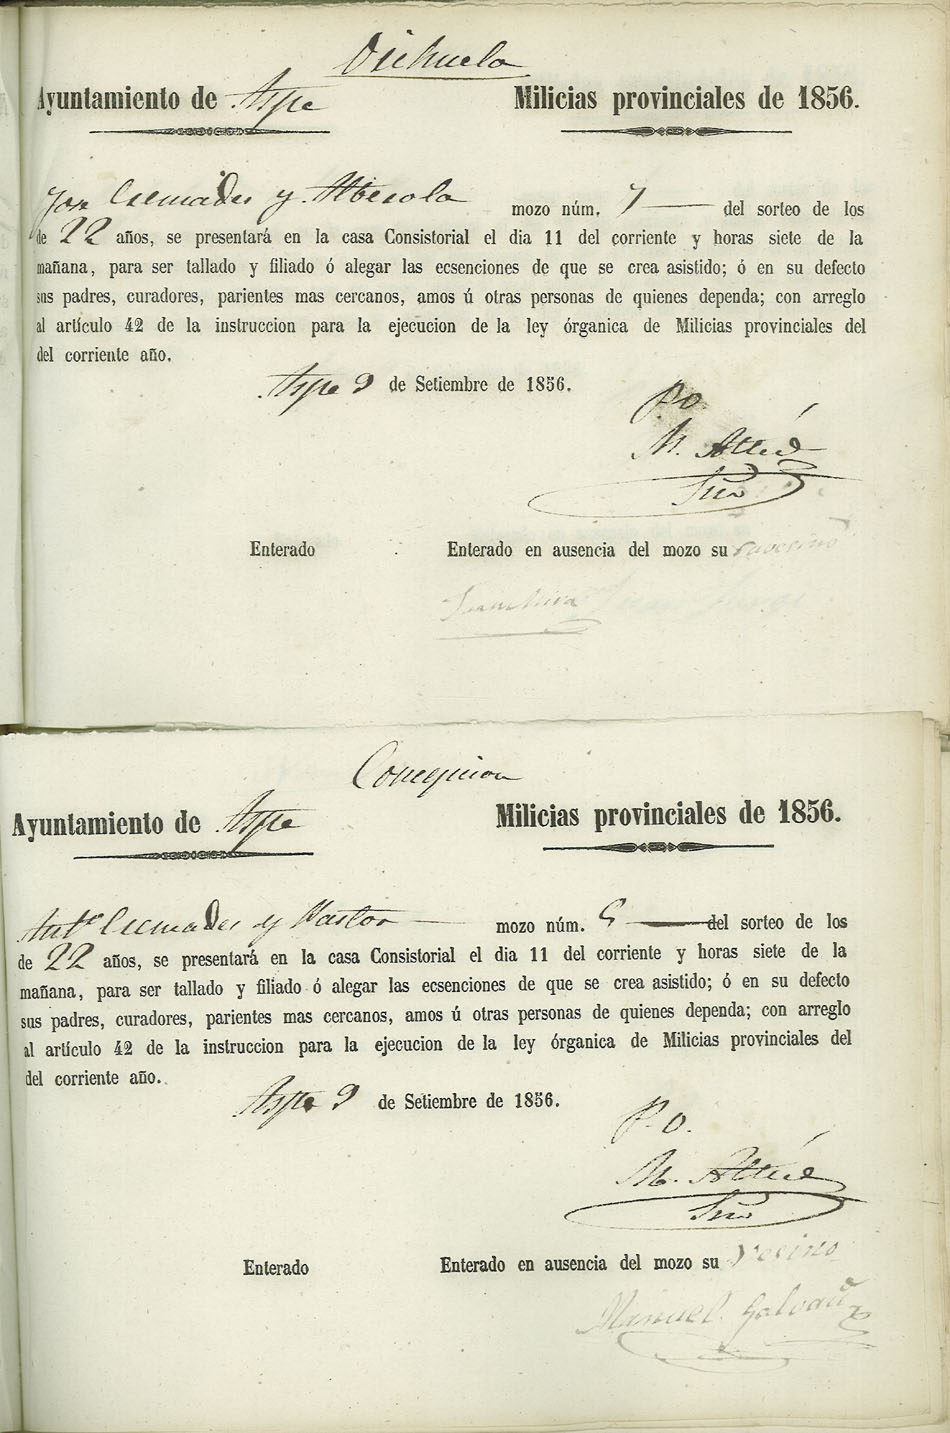 Orihuela
Ayuntamiento de Aspe Milicias provinciales de 1856.
Jose Cremades y Alberola mozo núm. 7 del sorteo de los
de 22 años, se presentará en la casa Consistorial el dia 11 del corriente y horas siete de la
mañana, para ser tallado y filiado ó alegar las ecsenciones de que se crea asistido; ó en su defecto
sus padres, curadores, parientes mas cercanos, amos ú otras personas de quienes dependa; con arreglo
al artículo 42 de la instruccion para la ejecucion de la ley órganica de Milicias provinciales del
del corriente año.
Aspe 9 de Setiembre de 1856.
P. O.
M.
Srio
Enterado Enterado en ausencia del mozo su
Concepcion
Ayuntamiento de Aspe Milicias provinciales de 1856.
Antº Cremades y Pastor mozo núm. 5 del sorteo de los
de 22 años, se presentará en la casa Consistorial el dia 11 del corriente y horas siete de la
mañana, para ser tallado y filiado ó alegar las ecsenciones de que se crea asistido; ó en su defecto
sus padres, curadores, parientes mas cercanos, amos ú otras personas de quienes dependa; con arreglo
al artículo 42 de la instruccion para la ejecucion de la ley órganica de Milicias provinciales del
del corriente año.
Aspe 9 de Setiembre de 1856.
P. O.
M.
Srio
Enterado Enterado en ausencia del mozo su vecino
Manuel Galvañ